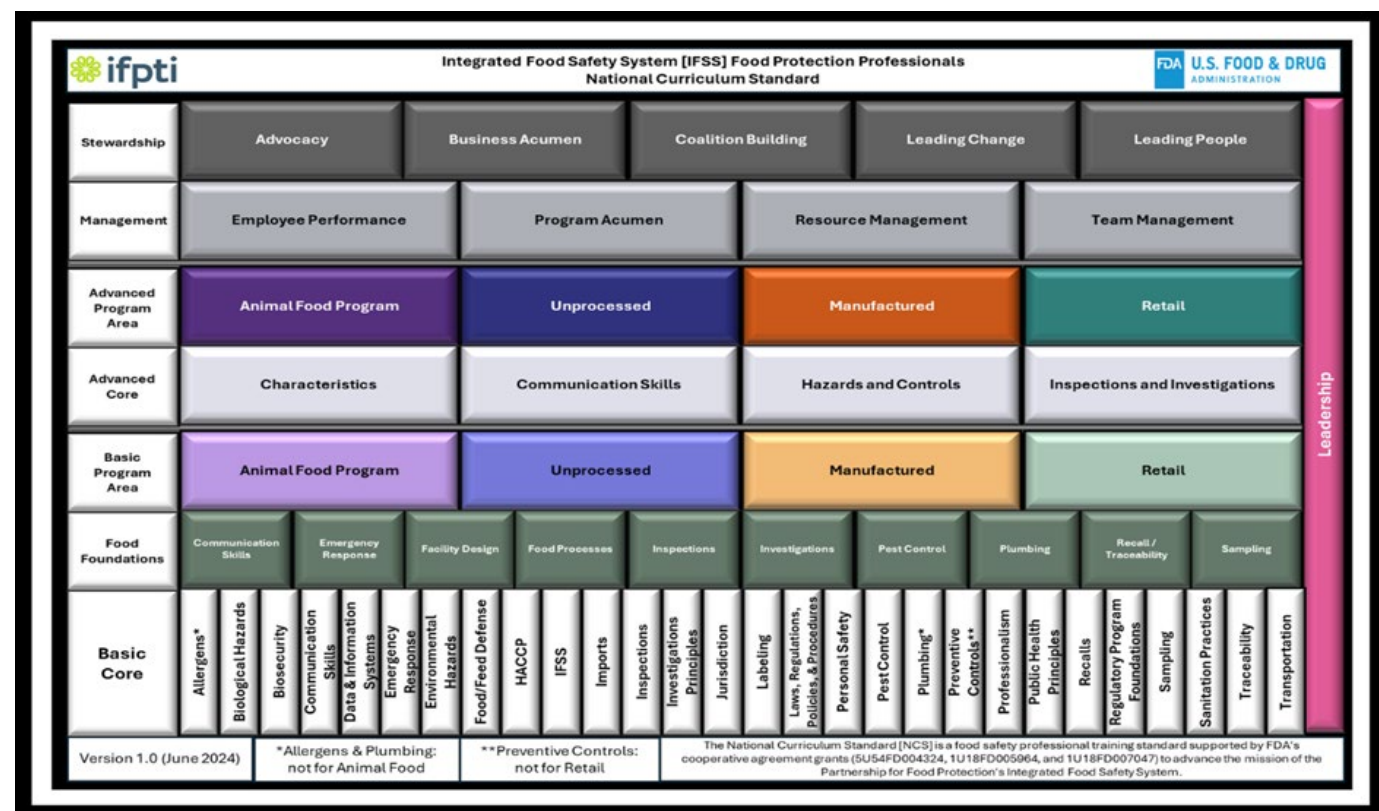 ifpti
Integrated Food Safety System [IFSS] Food Protection Professionals
National Curriculum Standard
FDA U.S. FOOD & DRUG
ADMINISTRATION
Stewardship
Advocacy
Business Acumen
Coalition Building
Leading Change
Leading People
Management
Employee Performance
Program Acumen
Resource Management
Team Management
Advanced
Program
Area
Animal Food Program
Unprocessed
Manufactured
Retail
Advanced
Core
Characteristics
Communication Skills
Hazards and Controls
Inspections and Investigations
Basic
Program
Area
Animal Food Program
Unprocessed
Manufactured
Retail
Food
Foundations
Communication
Skills
Emergency
Response
Facility Design
Food Processes
Inspections
Investigations
Pest Control
Plumbing
Recall /
Traceability
Sampling
Basic
Core
Allergens*
Biological Hazards
Biosecurity
Communication
Skills
Data & Information
Systems
Emergency
Response
Environmental
Hazards
Food/Feed Defense
HACCP
IFSS
Imports
Inspections
Investigations
Principles
Jurisdiction
Labeling
Laws, Regulations,
Policies, & Procedures
Personal Safety
Pest Control
Plumbing*
Preventive
Controls**
Professionalism
Public Health
Principles
Recalls
Regulatory Program
Foundations
Sampling
Sanitation Practices
Traceability
Transportation
Leadership
Version 1.0 (June 2024)
*Allergens & Plumbing:
not for Animal Food
**Preventive Controls:
not for Retail
The National Curriculum Standard [NCS] is a food safety professional training standard supported by FDA's
cooperative agreement grants (5U54FD004324, 1U18FD005964, and 1U18FD007047) to advance the mission of the
Partnership for Food Protection's Integrated Food Safety System.